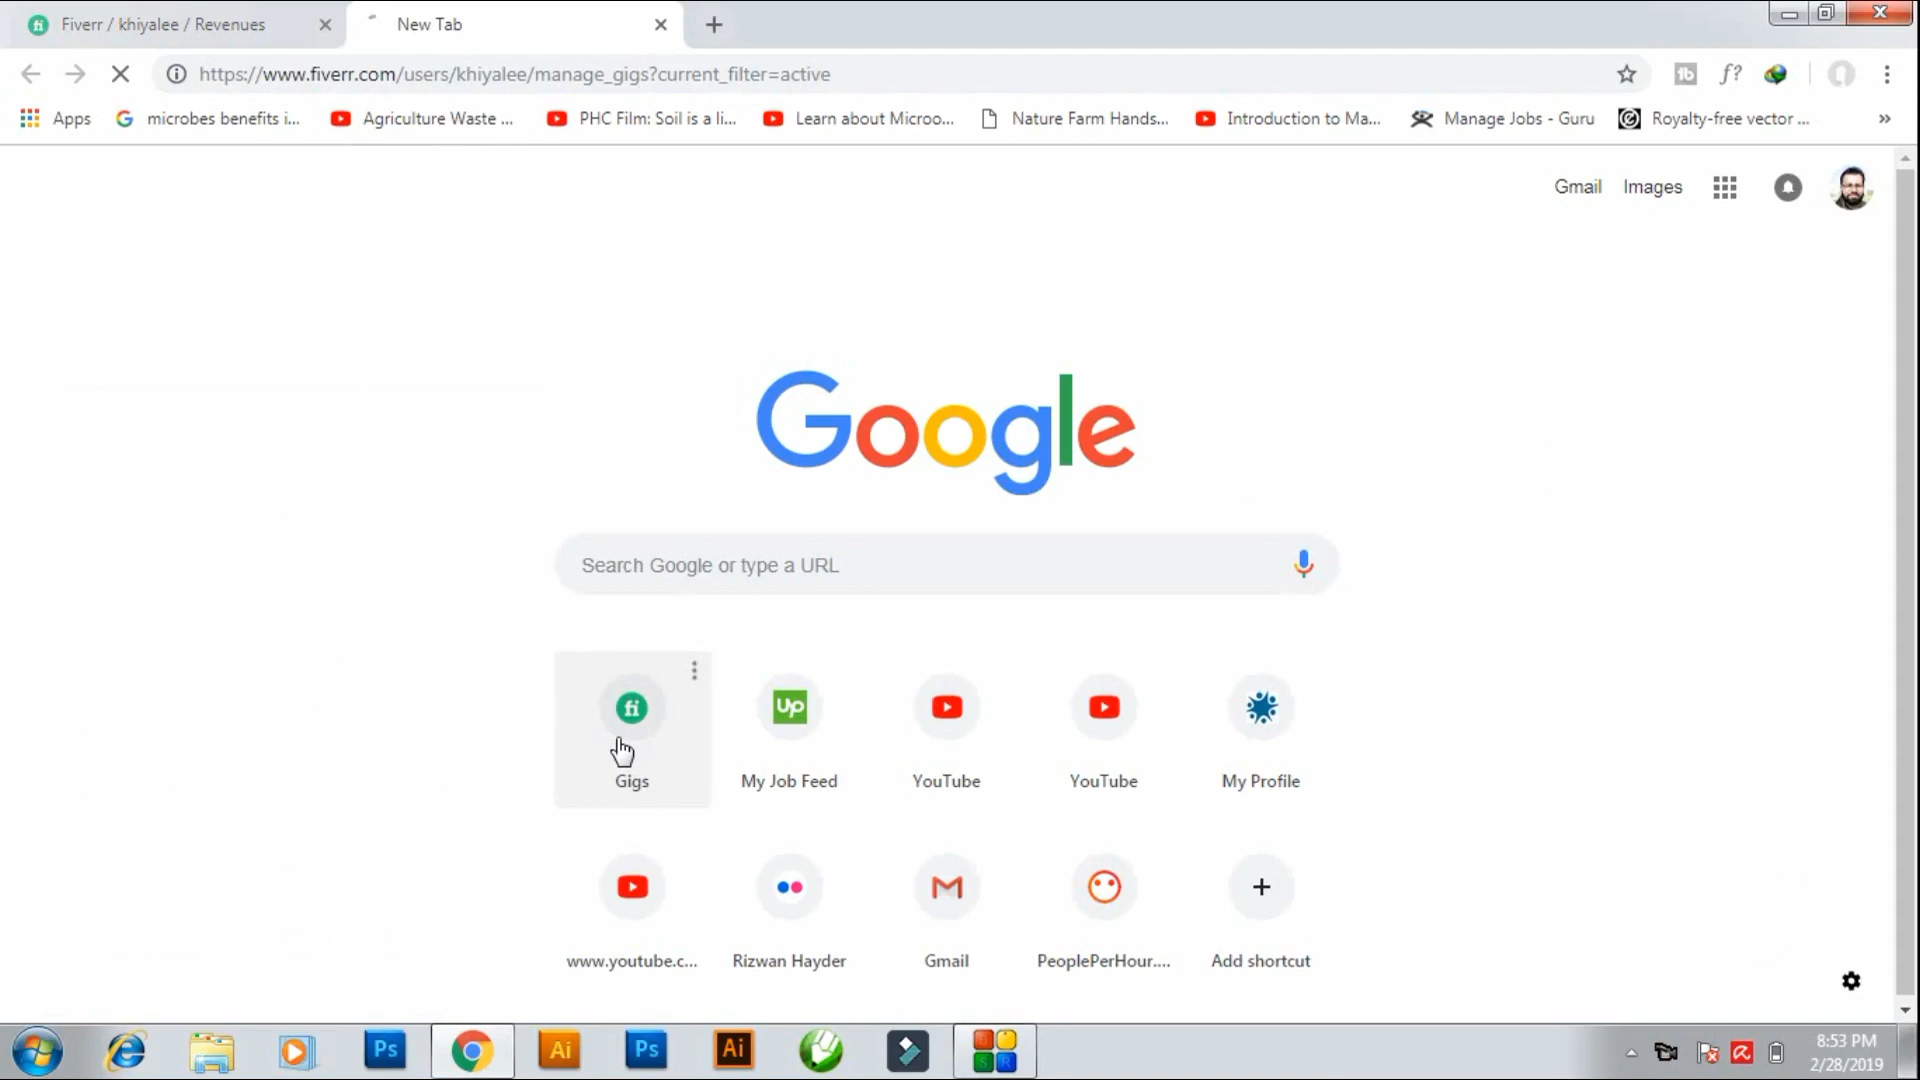 Fiverr / khiyalee / Revenues
New Tab
https://www.fiverr.com/users/khiyalee/manage_gigs?current_filter=active
tb
f?
Apps
microbes benefits i...
Agriculture Waste ...
PHC Film: Soil is a li...
Learn about Microo...
Nature Farm Hands...
Introduction to Ma...
Manage Jobs - Guru
Royalty-free vector ...
»
Gmail
Images
Google
Search Google or type a URL
fi
Up
Gigs
My Job Feed
YouTube
YouTube
My Profile
www.youtube.c...
Rizwan Hayder
Gmail
PeoplePerHour....
Add shortcut
Ps
Ai
Ps
Ai
8:53 PM
2/28/2019